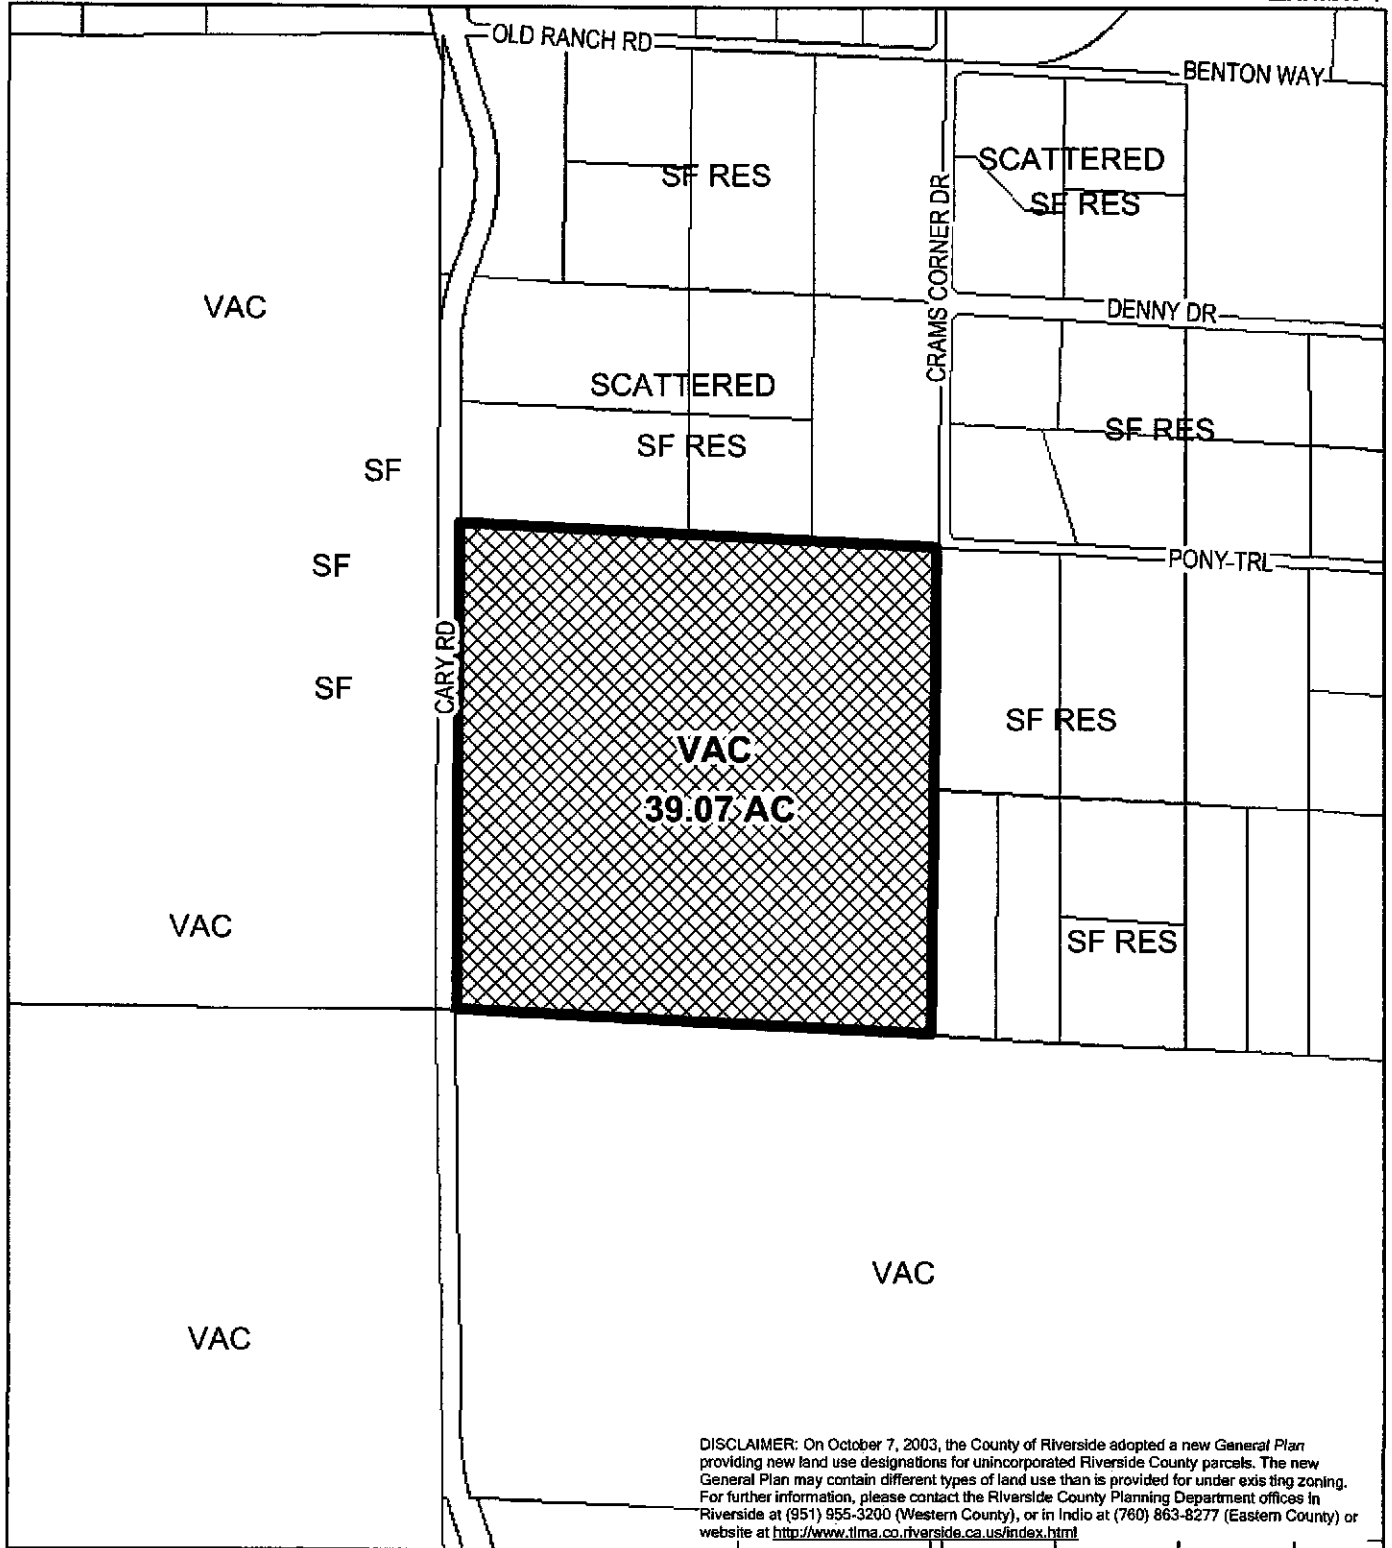 OLD RANCH RD
BENTON WAY
SCATTERED
SF RES
SF RES
CRAMS CORNER DR
VAC
DENNY DR
SCATTERED
SF RES
SF RES
SF
SF
PONY TRL
CARY RD
SF
SF RES
VAC
39.07 AC
VAC
SF RES
VAC
VAC
DISCLAIMER: On October 7, 2003, the County of Riverside adopted a new General Plan
providing new land use designations for unincorporated Riverside County parcels. The new
General Plan may contain different types of land use than is provided for under existing zoning.
For further information, please contact the Riverside County Planning Department offices in
Riverside at (951) 955-3200 (Western County), or in Indio at (760) 863-8277 (Eastern County) or
website at http://www.tlma.co.riverside.ca.us/index.html